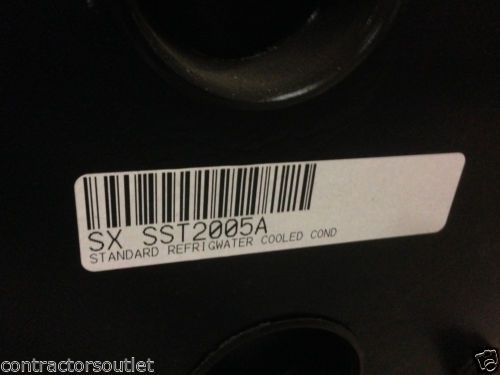 SX SST2005A
STANDARD REFRIGWATER COOLED COND
contractorsoutlet